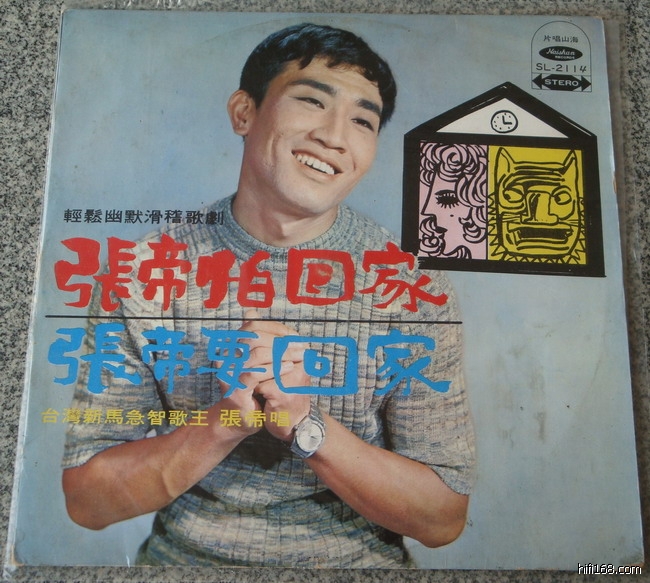 海山唱片
Haishan
RECORDS
SL-2114
STEREO
輕鬆幽默滑稽歌劇
張帝怕回家
張帝要回家
台灣新馬急智歌王 張帝唱
hifi168.com